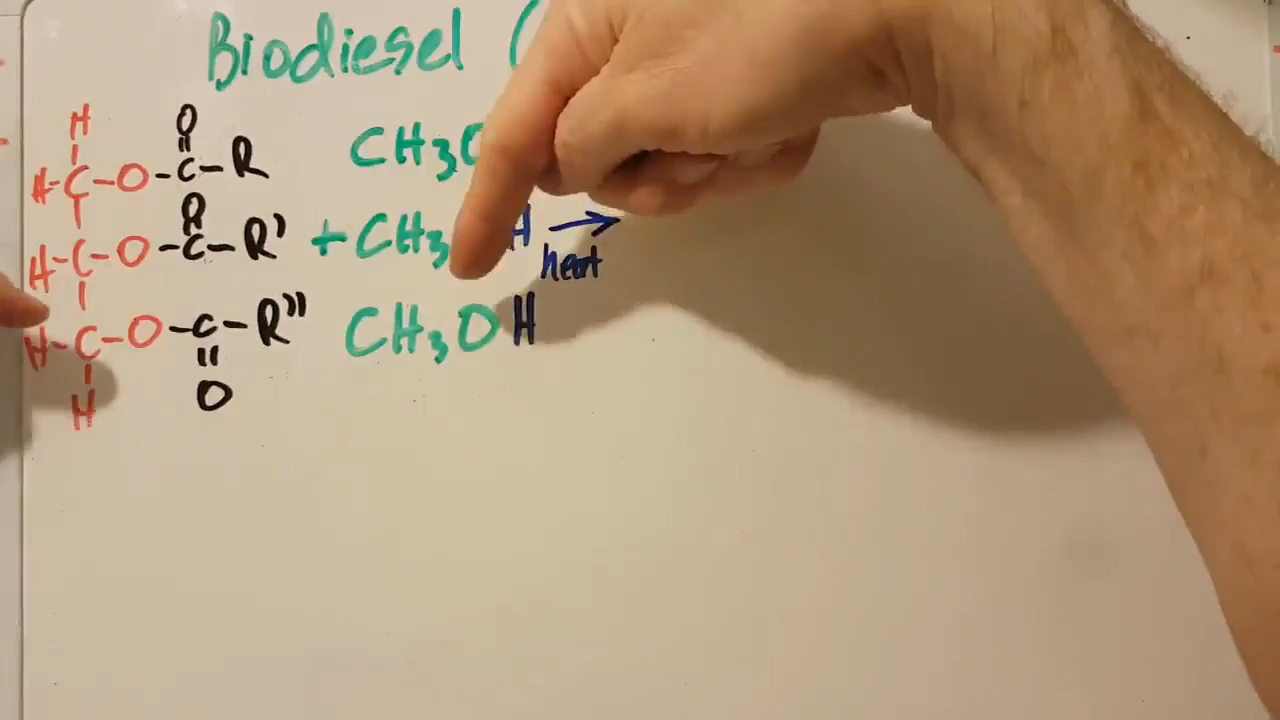 Biodiesel (
H O
H-C-O-C-R CH3O
O
H-C-O-C-R' + CH3 H →
heat
H-C-O-C-R" CH3OH
H O